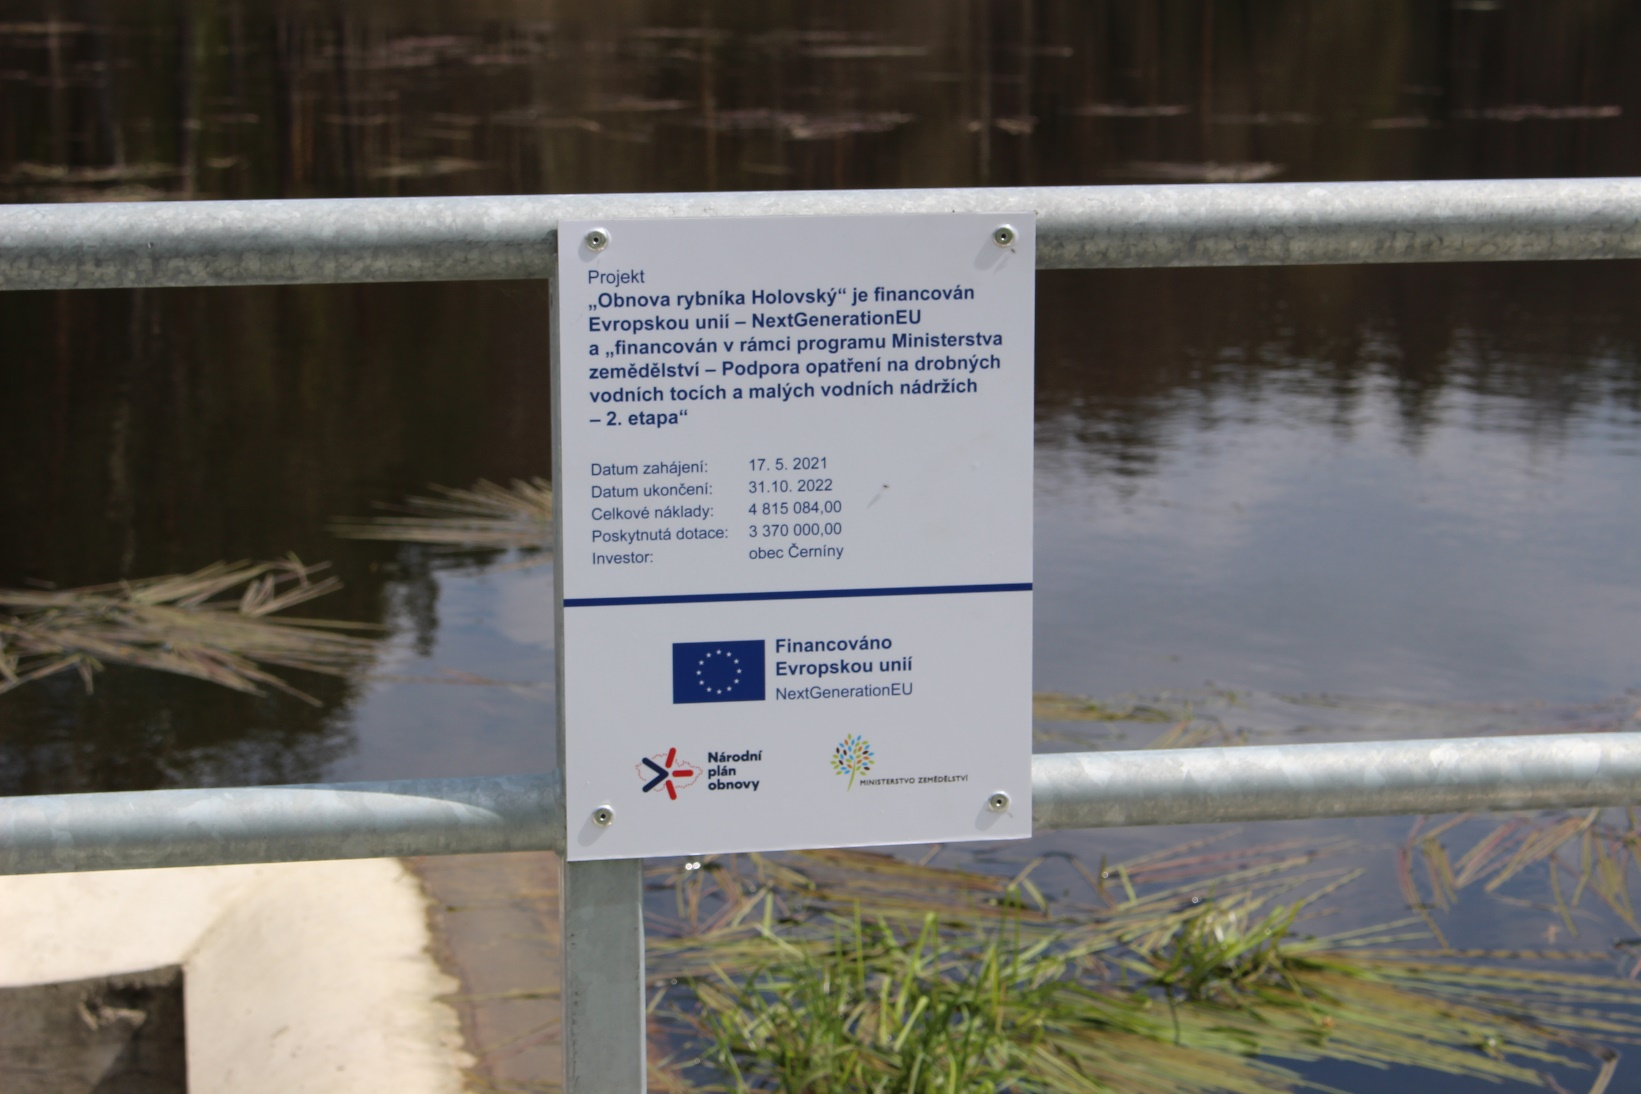 Projekt
„Obnova rybníka Holovský“ je financován
Evropskou unií – NextGenerationEU
a „financován v rámci programu Ministerstva
zemědělství – Podpora opatření na drobných
vodních tocích a malých vodních nádržích
– 2. etapa“
Datum zahájení: 17. 5. 2021
Datum ukončení: 31.10. 2022
Celkové náklady: 4 815 084,00
Poskytnutá dotace: 3 370 000,00
Investor: obec Černíny
Financováno
Evropskou unií
NextGenerationEU
Národní
plán
obnovy
MINISTERSTVO ZEMĚDĚLSTVÍ